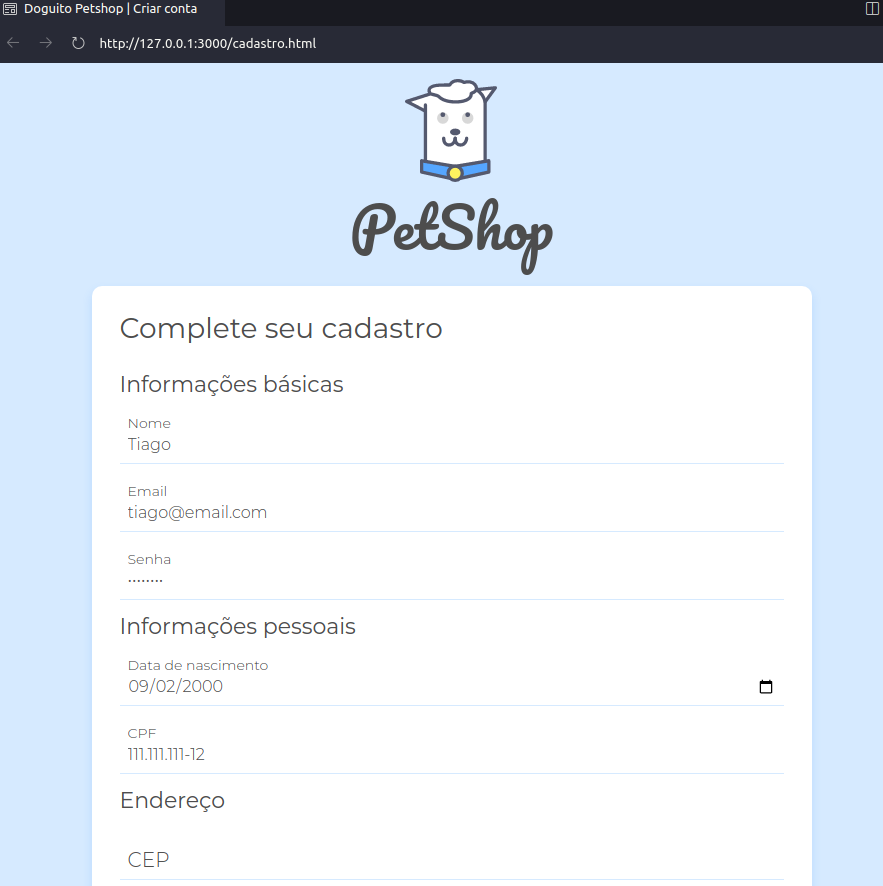 Doguito Petshop | Criar conta
http://127.0.0.1:3000/cadastro.html
PetShop
Complete seu cadastro
Informações básicas
Nome
Tiago
Email
tiago@email.com
Senha
........
Informações pessoais
Data de nascimento
09/02/2000
CPF
111.111.111-12
Endereço
CEP